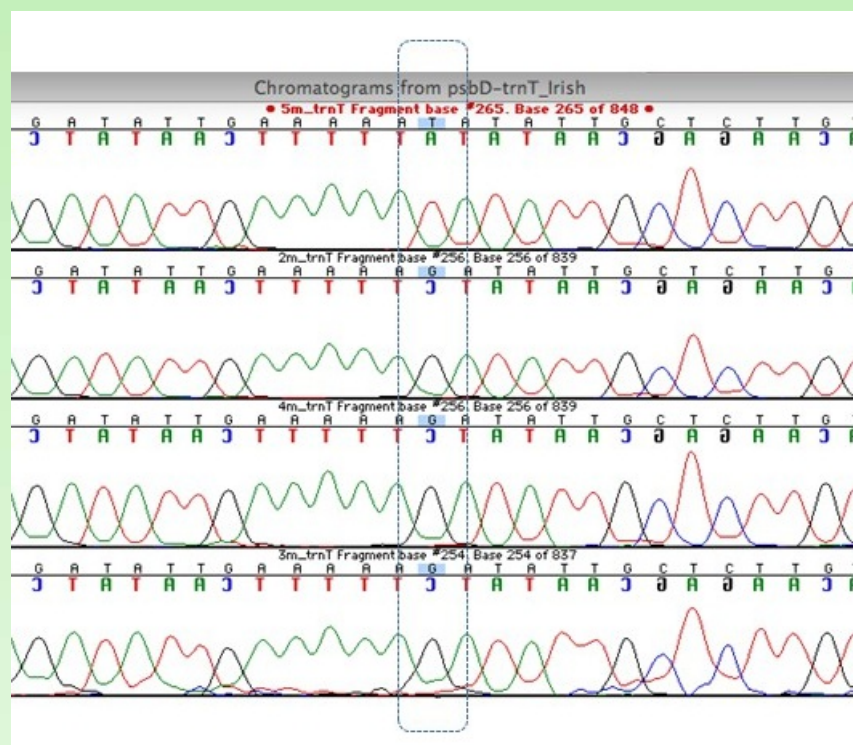 Chromatograms from psbD-trnT_Irish
• 5m_trnT Fragment base #265. Base 265 of 848 •
G A T A T T G A A A A A T A T A T T G C T C T T G
C T A T A A C T T T T T A T A T A A C G A G A A C
2m_trnT Fragment base #256. Base 256 of 839
G A T A T T G A A A A A G A T A T T G C T C T T G
C T A T A A C T T T T T C T A T A A C G A G A A C
4m_trnT Fragment base #256. Base 256 of 839
G A T A T T G A A A A A G A T A T T G C T C T T G
C T A T A A C T T T T T C T A T A A C G A G A A C
3m_trnT Fragment base #254. Base 254 of 837
G A T A T T G A A A A A G A T A T T G C T C T T G
C T A T A A C T T T T T C T A T A A C G A G A A C